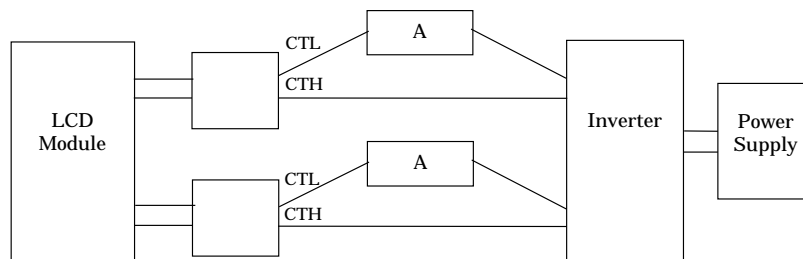 CTL
A
CTH
LCD
Module
Inverter
Power
Supply
CTL
A
CTH